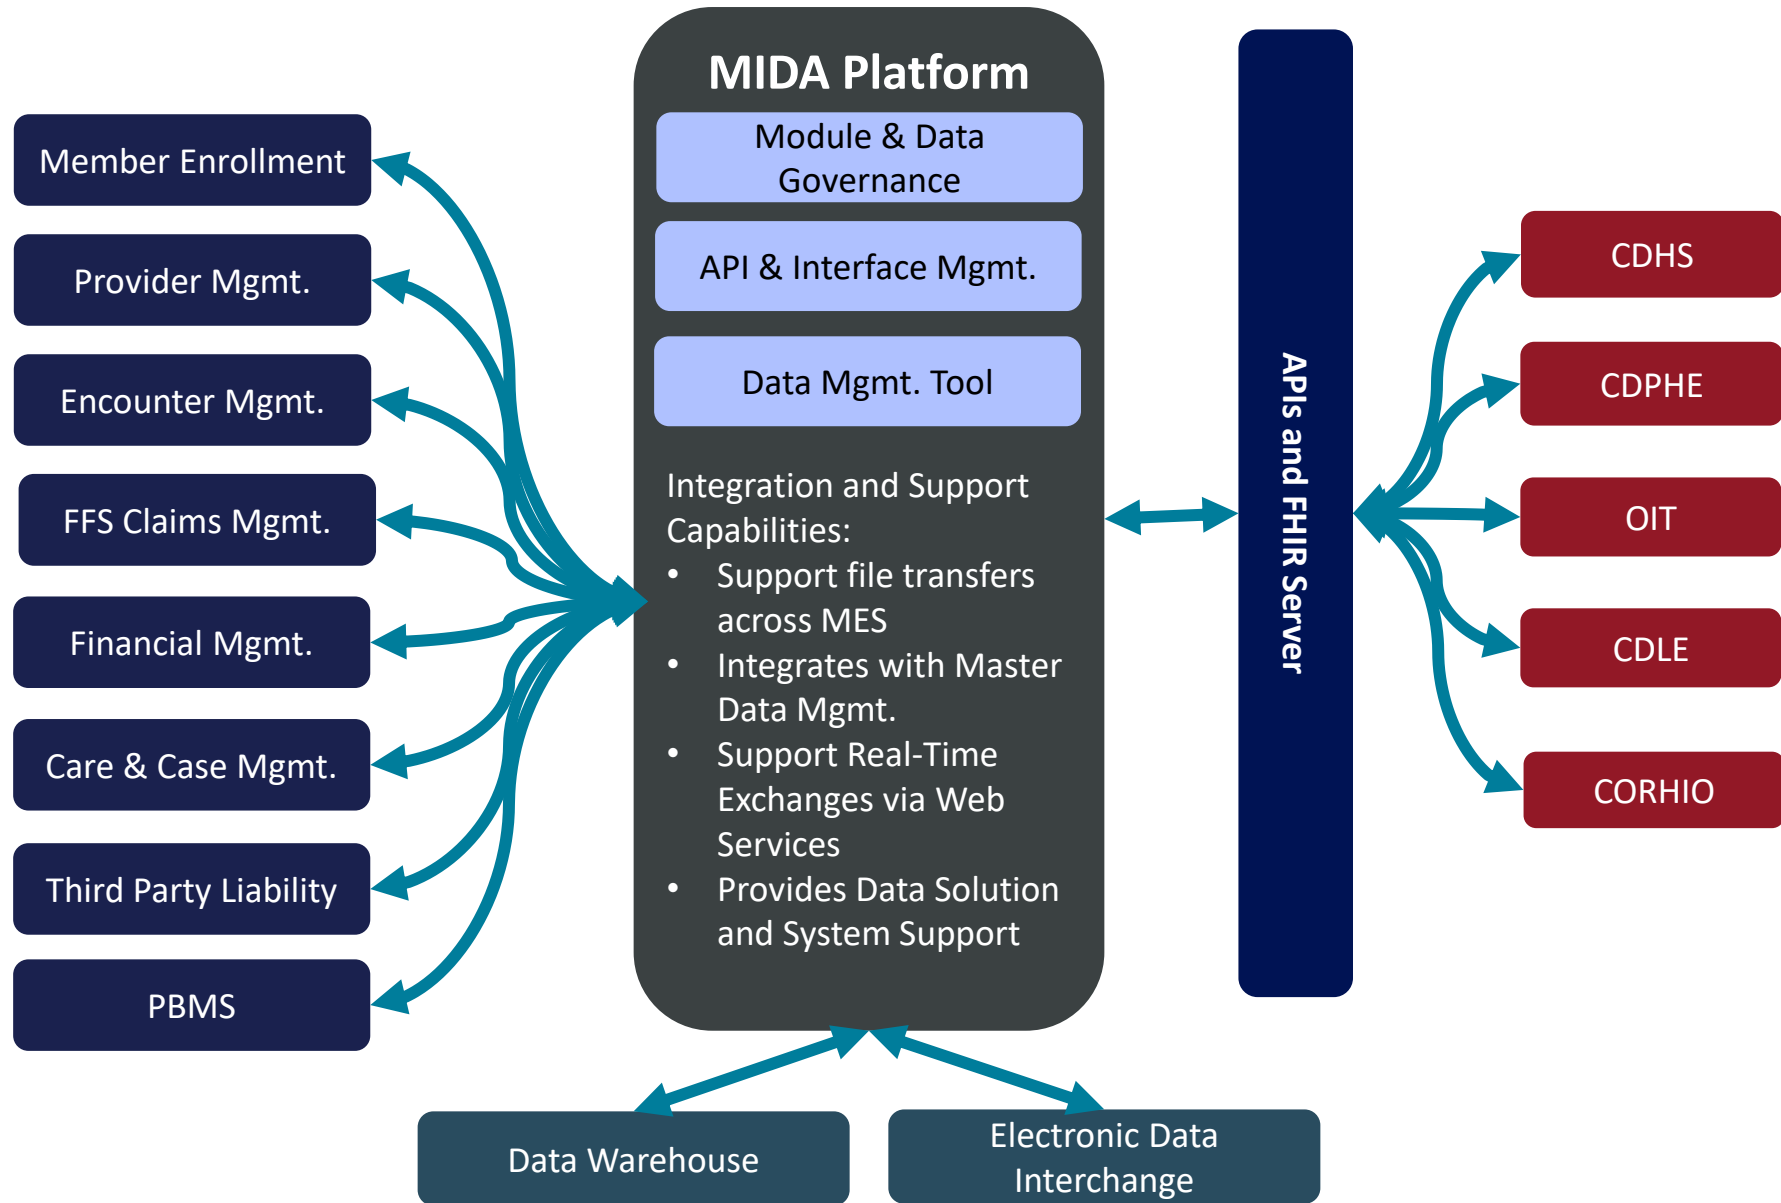 MIDA Platform
Module & Data
Governance
API & Interface Mgmt.
Data Mgmt. Tool
Integration and Support
Capabilities:
• Support file transfers
across MES
• Integrates with Master
Data Mgmt.
• Support Real-Time
Exchanges via Web
Services
• Provides Data Solution
and System Support
Member Enrollment
Provider Mgmt.
Encounter Mgmt.
FFS Claims Mgmt.
Financial Mgmt.
Care & Case Mgmt.
Third Party Liability
PBMS
APIs and FHIR Server
CDHS
CDPHE
OIT
CDLE
CORHIO
Data Warehouse
Electronic Data
Interchange